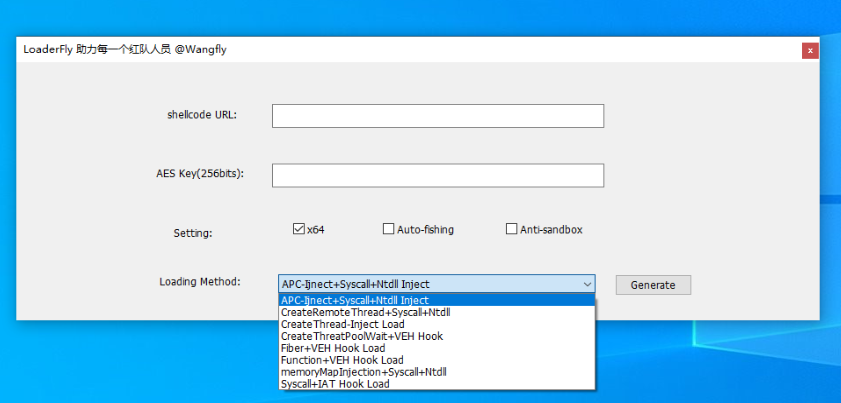 LoaderFly 助力每一个红队人员 @Wangfly
x
shellcode URL:
AES Key(256bits):
Setting:
x64
Auto-fishing
Anti-sandbox
Loading Method:
APC-Ijnect+Syscall+Ntdll Inject
Generate
APC-Ijnect+Syscall+Ntdll Inject
CreateRemoteThread+Syscall+Ntdll
CreateThread-Inject Load
CreateThreatPoolWait+VEH Hook
Fiber+VEH Hook Load
Function+VEH Hook Load
memoryMapInjection+Syscall+Ntdll
Syscall+IAT Hook Load